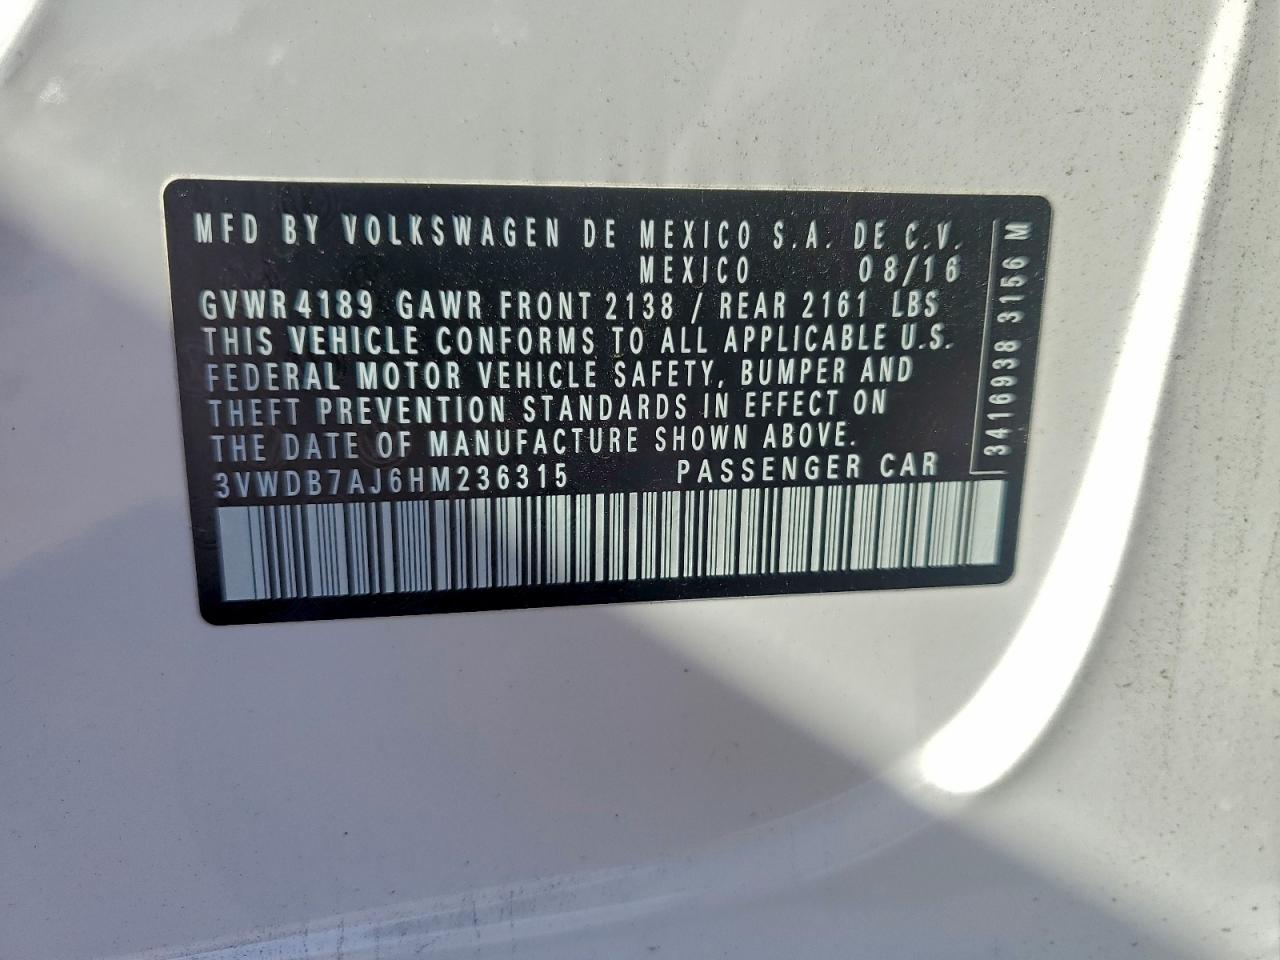 MFD BY VOLKSWAGEN DE MEXICO S.A. DE C.V.
MEXICO 08/16
GVWR 4189 GAWR FRONT 2138 / REAR 2161 LBS
THIS VEHICLE CONFORMS TO ALL APPLICABLE U.S.
FEDERAL MOTOR VEHICLE SAFETY, BUMPER AND
THEFT PREVENTION STANDARDS IN EFFECT ON
THE DATE OF MANUFACTURE SHOWN ABOVE.
3VWDB7AJ6HM236315 PASSENGER CAR
3416938 3156 M